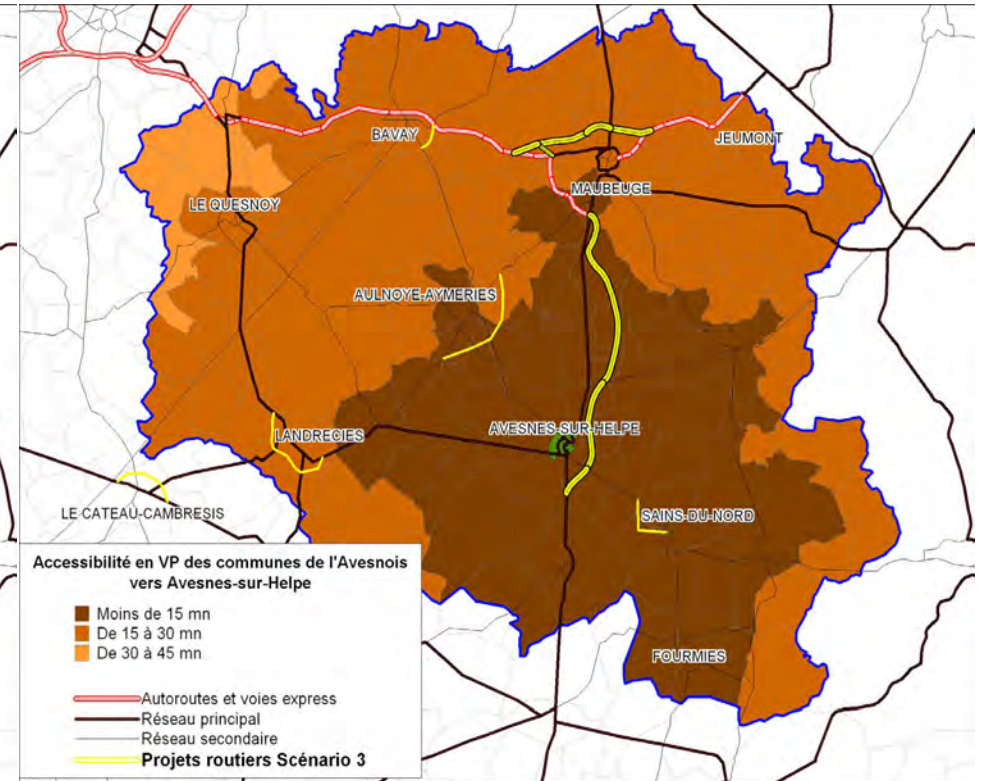 BAVAY
JEUMONT
MAUBEUGE
LE QUESNOY
AULNOYE-AYMERIES
AVESNES-SUR-HELPE
LANDRECIES
LE CATEAU-CAMBRESIS
SAINS-DU-NORD
FOURMIES
Accessibilité en VP des communes de l'Avesnois
vers Avesnes-sur-Helpe
Moins de 15 mn
De 15 à 30 mn
De 30 à 45 mn
Autoroutes et voies express
Réseau principal
Réseau secondaire
Projets routiers Scénario 3